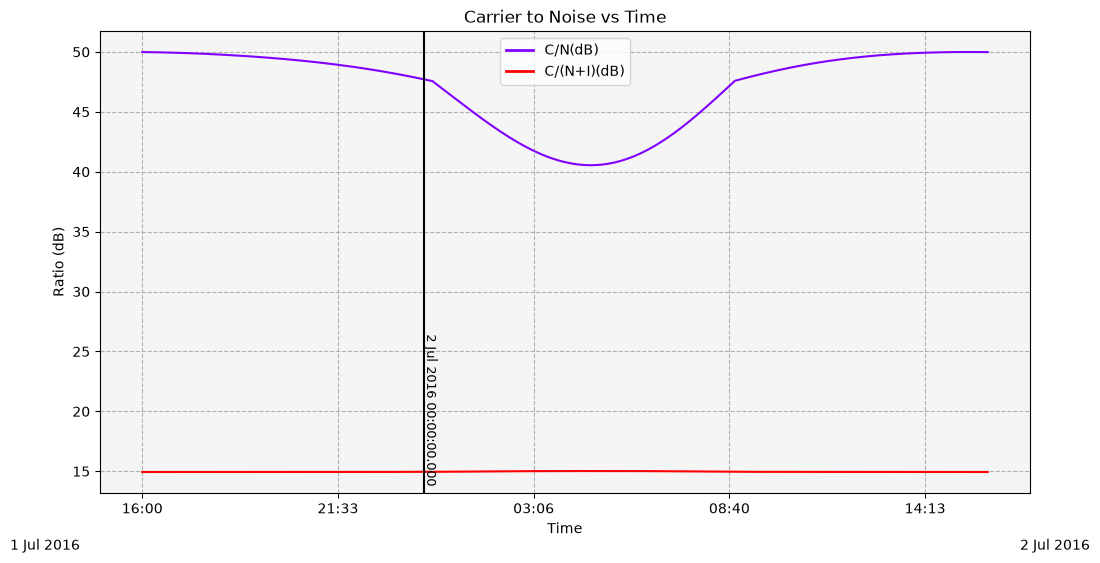 Carrier to Noise vs Time
C/N(dB)
C/(N+I)(dB)
Ratio (dB)
50
45
40
35
30
25
20
15
2 Jul 2016 00:00:00.000
16:00
21:33
03:06
08:40
14:13
Time
1 Jul 2016
2 Jul 2016